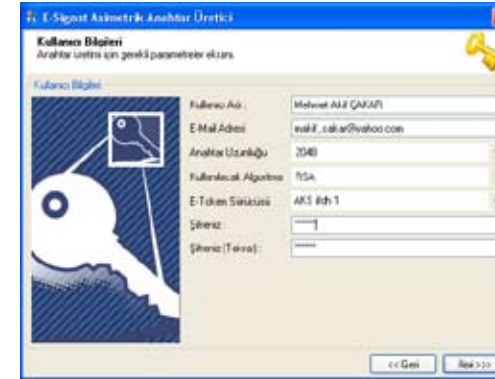 E-Signat Asimetrik Anahtar Üretici
Kullanıcı Bilgileri
Anahtar üretimi için gerekli parametreler ekranı.
Kullanıcı Bilgileri
Kullanıcı Adı : Mehmet Akif ÇAKAR
E-Mail Adresi makif_cakar@yahoo.com
Anahtar Uzunluğu 2048
Kullanılacak Algoritma RSA
E-Token Sürücüsü AKS ifdh 1
Şifreniz : *****
Şifreniz (Tekrar) : *****
<< Geri İleri >>>